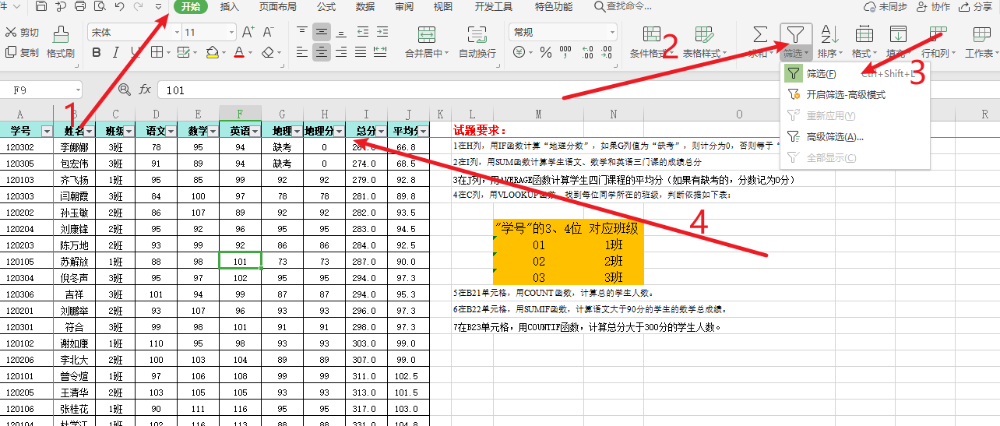 件 开始 插入 页面布局 公式 数据 审阅 视图 开发工具 特色功能 查找命令... 未同步 协作 分享
剪切 宋体 11 A+ A- 常规
复制 格式刷 B I U A 合并居中 自动换行 % 000 条件格式 2 表格样式 求和 筛选 排序 格式 填充 行和列 工作表
筛选(F) Ctrl+Shift+L 3
F9 fx 101
开启筛选-高级模式
1
重新应用(Y)
高级筛选(A)...
全部显示(C)
A B C D E F G H I J K L M N O R
学号 姓名 班级 语文 数学 英语 地理 地理分 总分 平均分 试题要求:
120302 李娜娜 3班 78 95 94 缺考 0 66.8 1在H列，用IF函数计算“地理分数”，如果G列值为“缺考”，则计分为0，否则等于“
120305 包宏伟 3班 91 89 94 缺考 0 274.0 68.5 2在I列，用SUM函数计算学生语文、数学和英语三门课的成绩总分
120103 齐飞扬 1班 95 85 99 92 92 279.0 92.8 3在J列，用AVERAGE函数计算学生四门课程的平均分（如果有缺考的，分数记为0分）
120303 闫朝霞 3班 84 100 97 78 78 281.0 89.8 4在C列，用VLOOKUP函数，找到每位同学所在的班级，判断依据如下表:
120202 孙玉敏 2班 86 107 89 92 92 282.0 93.5
120204 刘康锋 2班 95 92 96 95 95 283.0 94.5 "学号"的3、4位 对应班级 4
120203 陈万地 2班 93 99 92 86 86 284.0 92.5 01 1班
120105 苏解放 1班 88 98 101 73 73 287.0 90.0 02 2班
120304 倪冬声 3班 95 97 102 95 95 294.0 97.3 03 3班
120306 吉祥 3班 101 94 99 87 87 294.0 95.3 5在B21单元格，用COUNT函数，计算总的学生人数。
120201 刘鹏举 2班 93 107 96 93 93 296.0 97.3 6在B22单元格，用SUMIF函数，计算语文大于90分的学生的数学总成绩。
120301 符合 3班 99 98 101 91 91 298.0 97.3 7在B23单元格，用COUNTIF函数，计算总分大于300分的学生人数。
120102 谢如康 1班 110 95 98 93 93 303.0 99.0
120206 李北大 2班 100 103 104 89 89 307.0 99.0
120101 曾令煊 1班 97 106 108 99 99 311.0 102.5
120205 王清华 2班 103 105 105 93 93 313.0 101.5
120106 张桂花 1班 90 111 116 95 95 317.0 103.0
120104 杜学江 1班 102 116 113 88 88 331.0 104.8